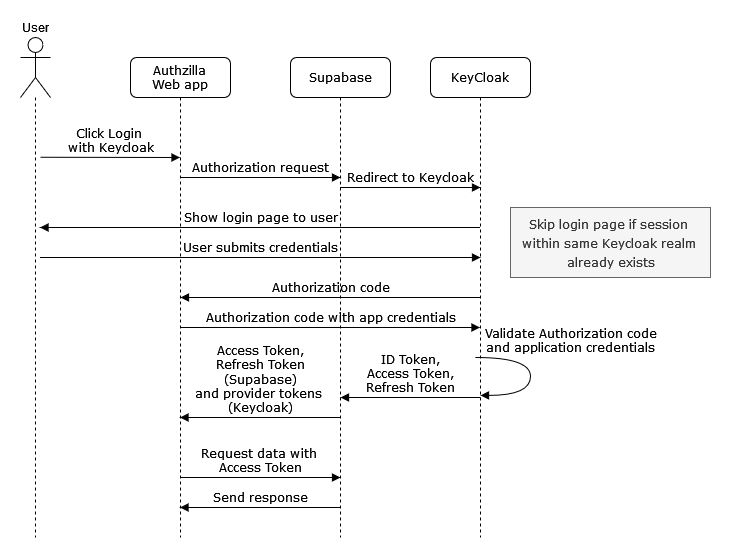 User
Authzilla
Web app
Supabase
KeyCloak
Click Login
with Keycloak
Authorization request
Redirect to Keycloak
Show login page to user
Skip login page if session
within same Keycloak realm
already exists
User submits credentials
Authorization code
Authorization code with app credentials
Validate Authorization code
and application credentials
Access Token,
Refresh Token
(Supabase)
and provider tokens
(Keycloak)
ID Token,
Access Token,
Refresh Token
Request data with
Access Token
Send response